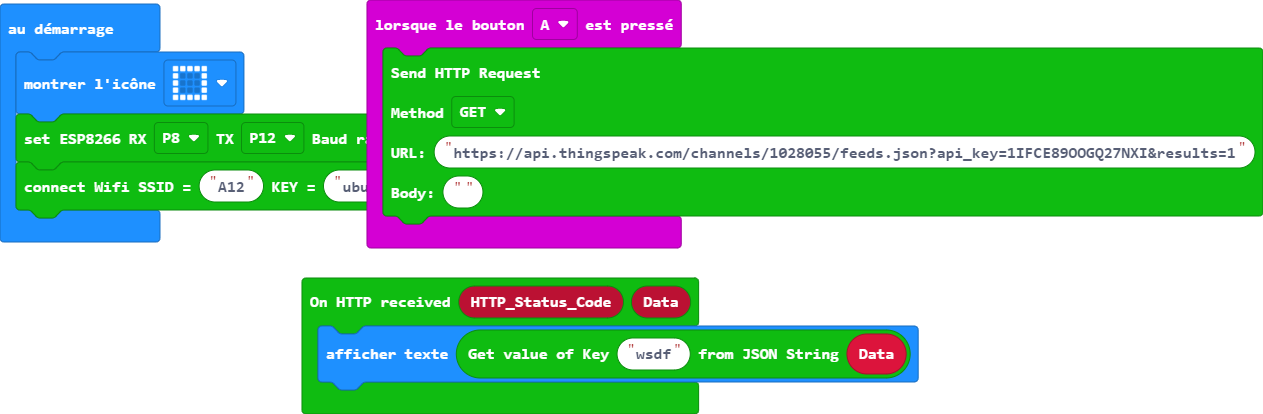 au démarrage
montrer l'icône
set ESP8266 RX P8 TX P12 Baud ra
connect Wifi SSID = "A12" KEY = "ubu
lorsque le bouton A est pressé
Send HTTP Request
Method GET
URL: "https://api.thingspeak.com/channels/1028055/feeds.json?api_key=1IFCE89OOGQ27NXI&results=1"
Body: " "
On HTTP received HTTP_Status_Code Data
afficher texte Get value of Key "wsdf" from JSON String Data